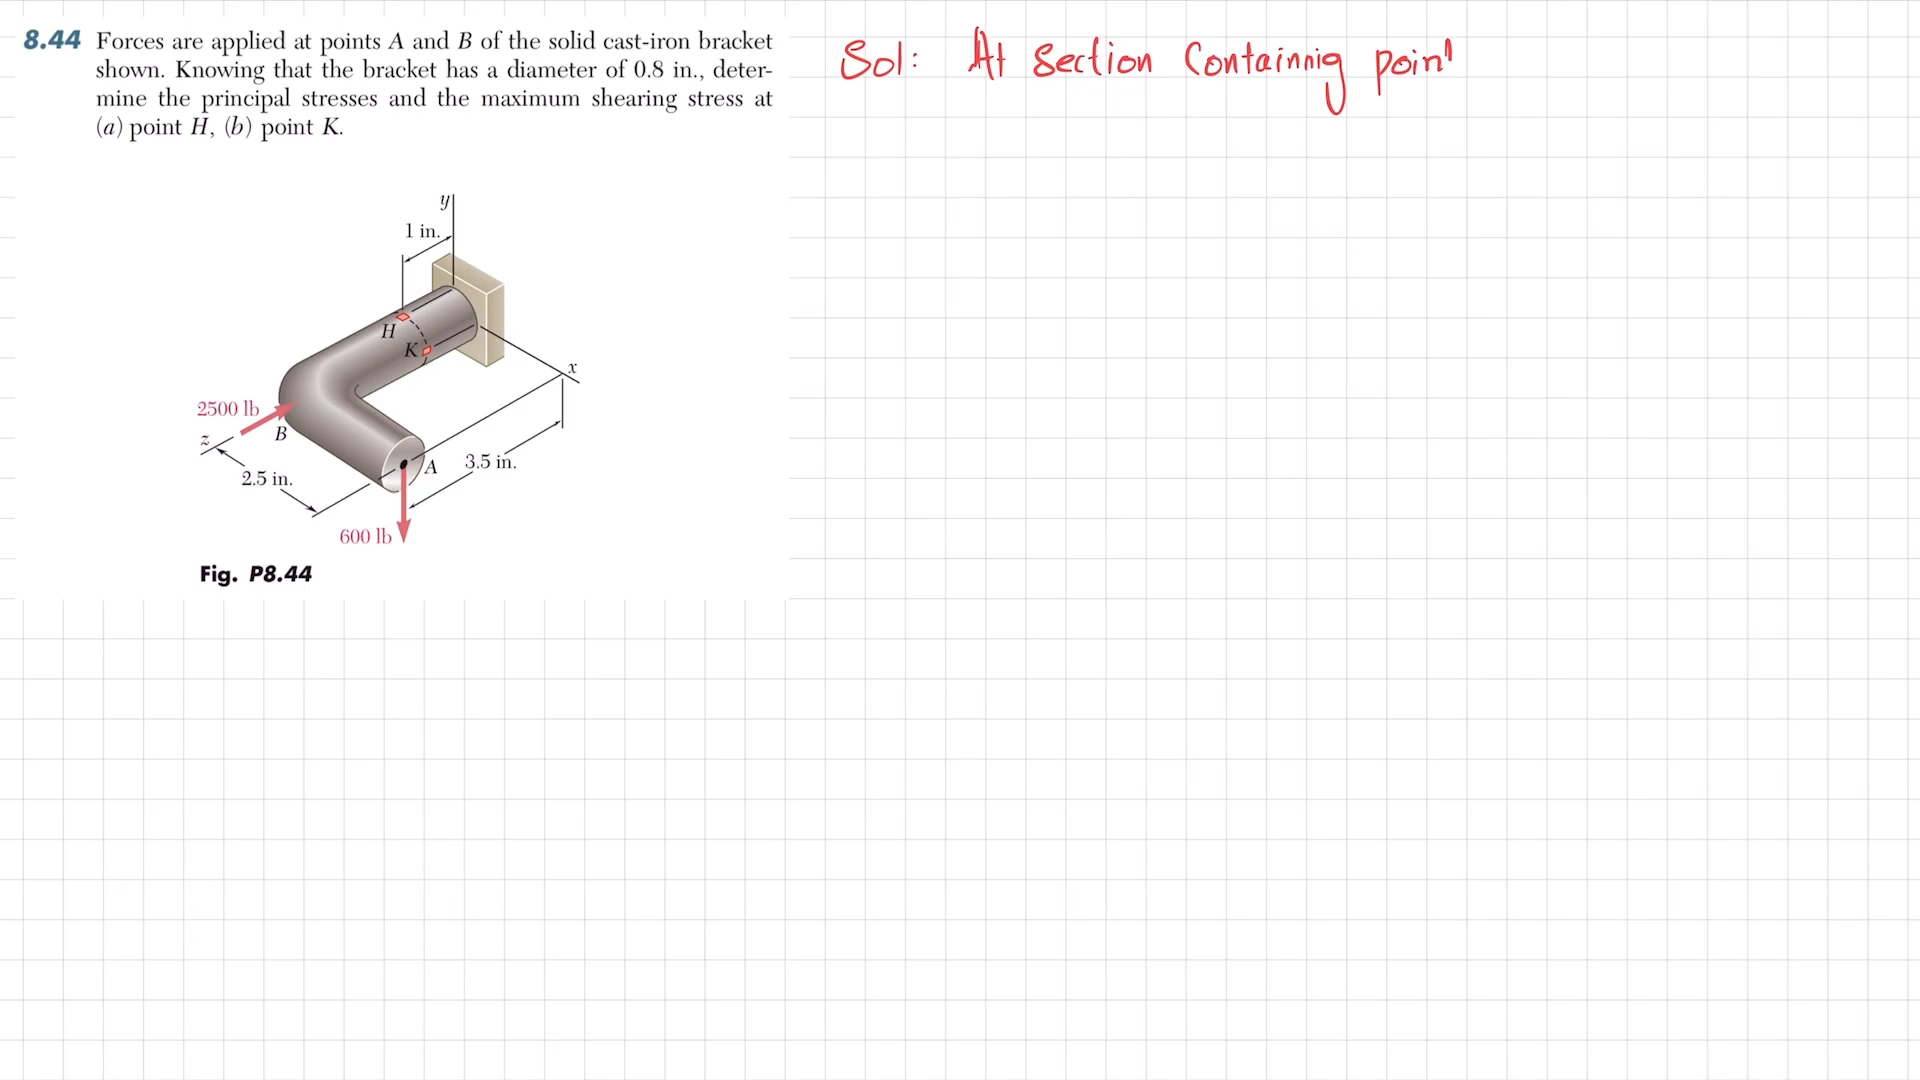 8.44 Forces are applied at points A and B of the solid cast-iron bracket
shown. Knowing that the bracket has a diameter of 0.8 in., deter-
mine the principal stresses and the maximum shearing stress at
(a) point H, (b) point K.
Sol: At section Containnig poin
y
1 in.
H
K
x
2500 lb
B
z
A
3.5 in.
2.5 in.
600 lb
Fig. P8.44